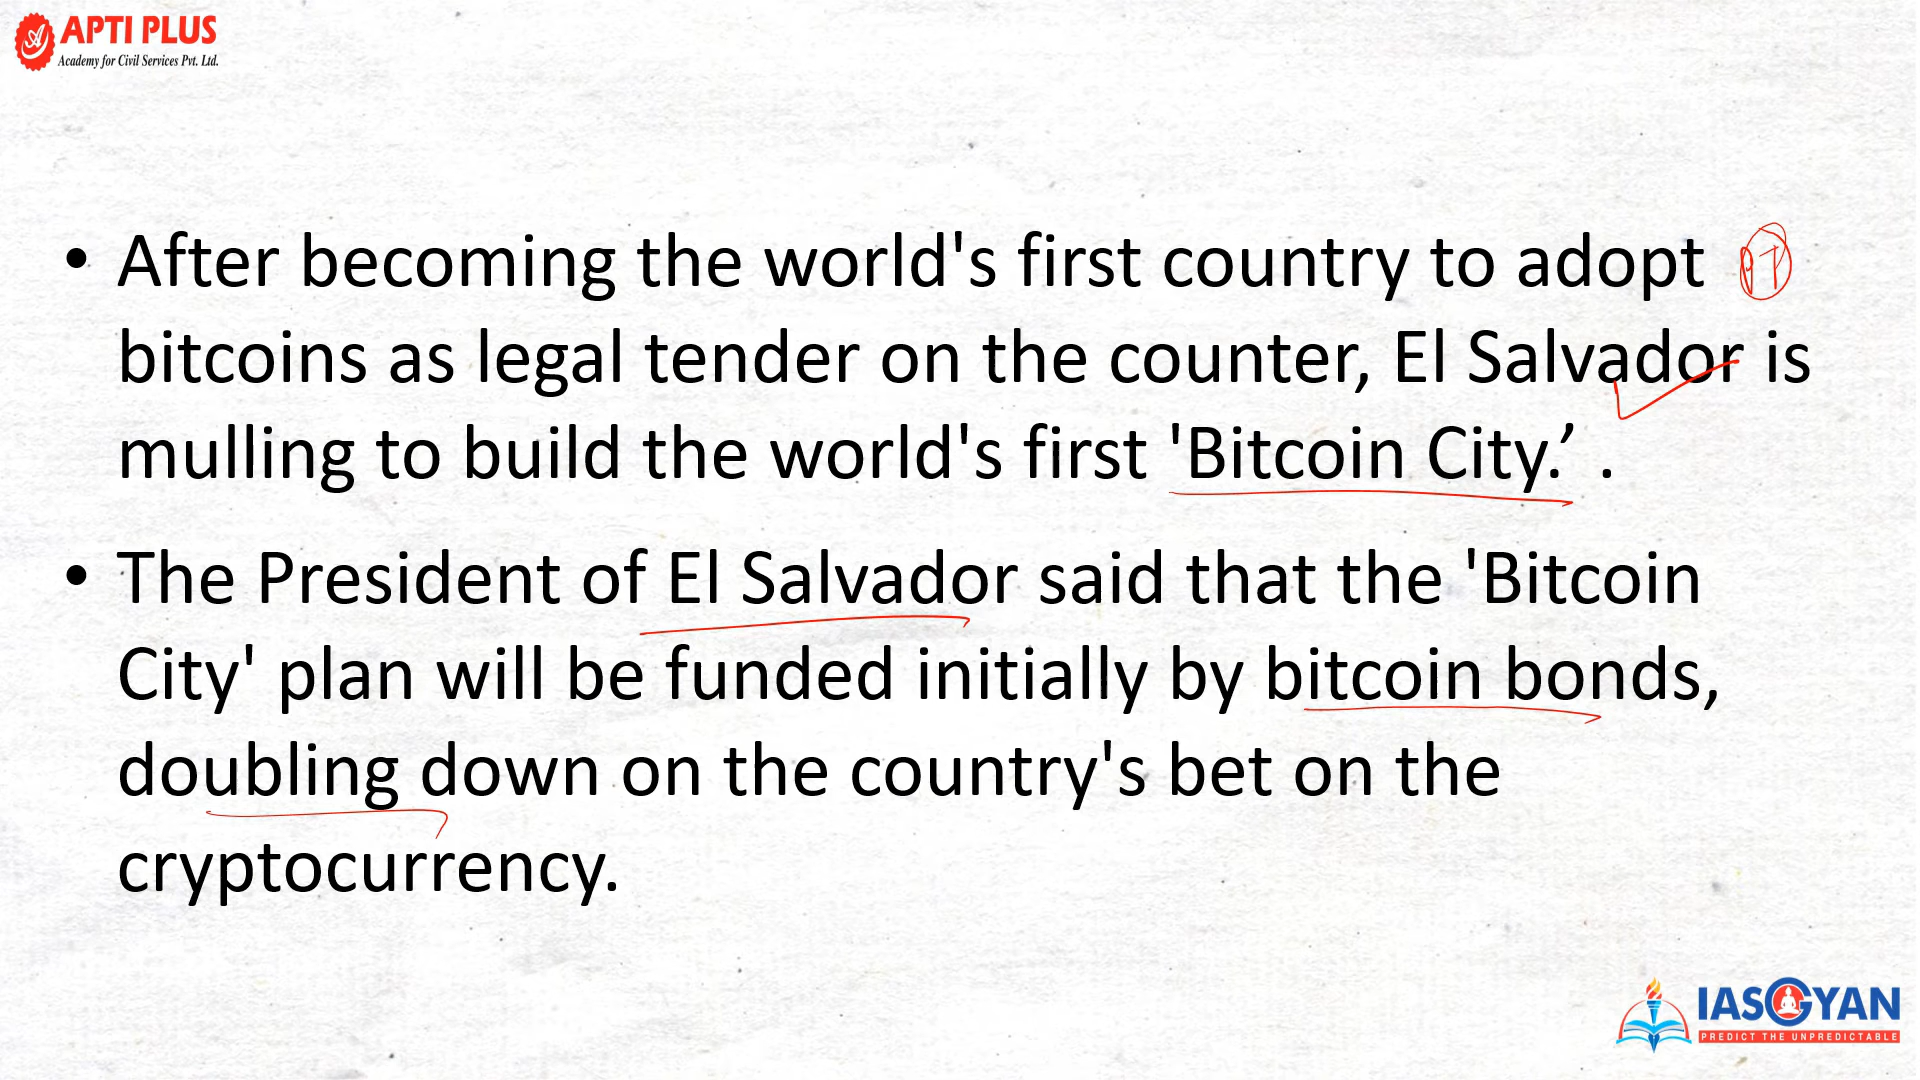 APTI PLUS
Academy for Civil Services Pvt. Ltd.
• After becoming the world's first country to adopt PT
bitcoins as legal tender on the counter, El Salvador is
mulling to build the world's first 'Bitcoin City.’ .
• The President of El Salvador said that the 'Bitcoin
City' plan will be funded initially by bitcoin bonds,
doubling down on the country's bet on the
cryptocurrency.
IASGYAN
PREDICT THE UNPREDICTABLE